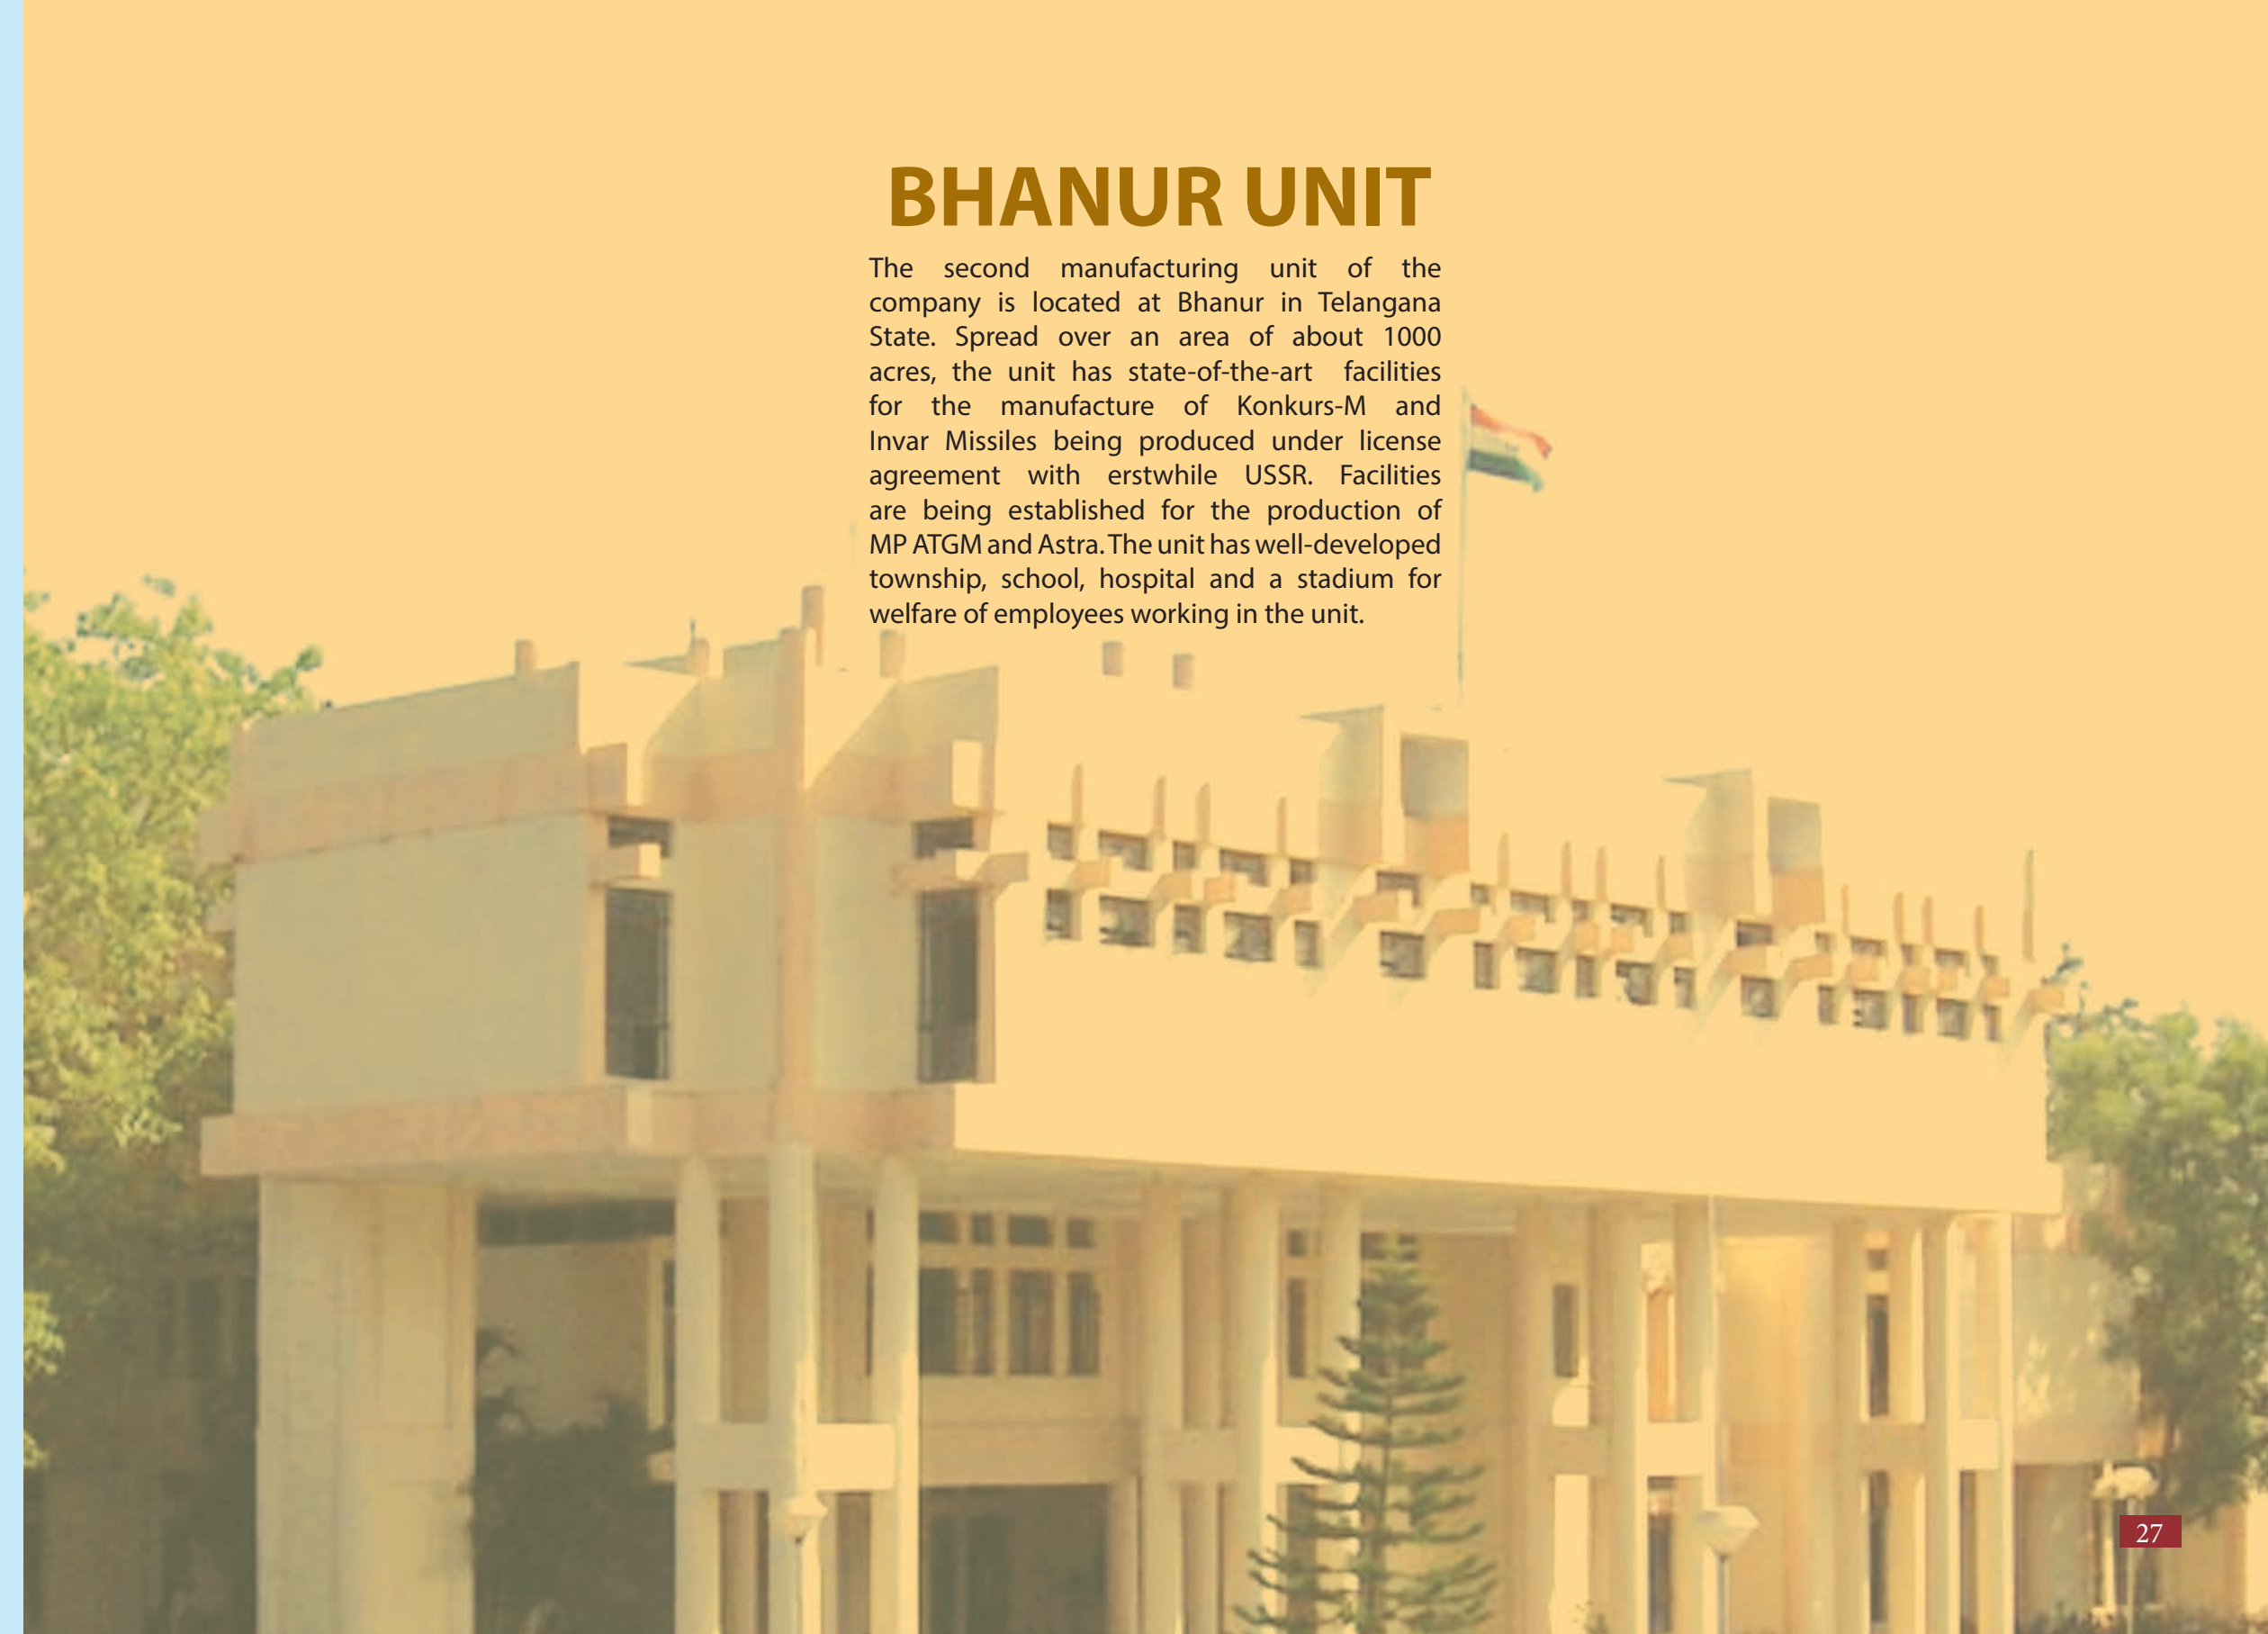 BHANUR UNIT
The second manufacturing unit of the
company is located at Bhanur in Telangana
State. Spread over an area of about 1000
acres, the unit has state-of-the-art facilities
for the manufacture of Konkurs-M and
Invar Missiles being produced under license
agreement with erstwhile USSR. Facilities
are being established for the production of
MP ATGM and Astra. The unit has well-developed
township, school, hospital and a stadium for
welfare of employees working in the unit.
27